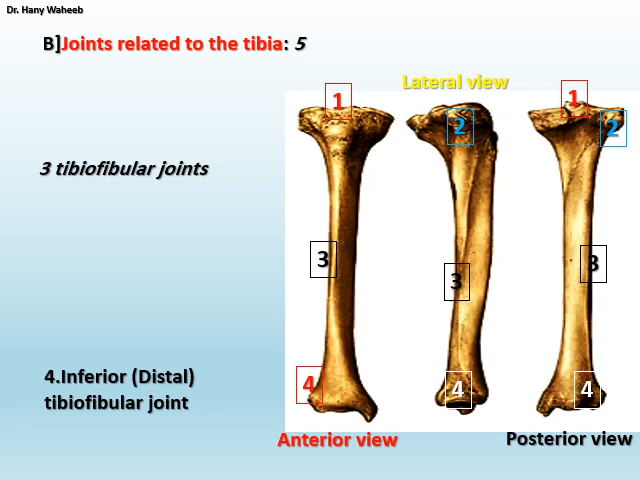 Dr. Hany Waheeb
B]Joints related to the tibia: 5
Lateral view
1
1
2
2
3 tibiofibular joints
3
3
3
4.Inferior (Distal)
tibiofibular joint
4
4
4
Anterior view
Posterior view